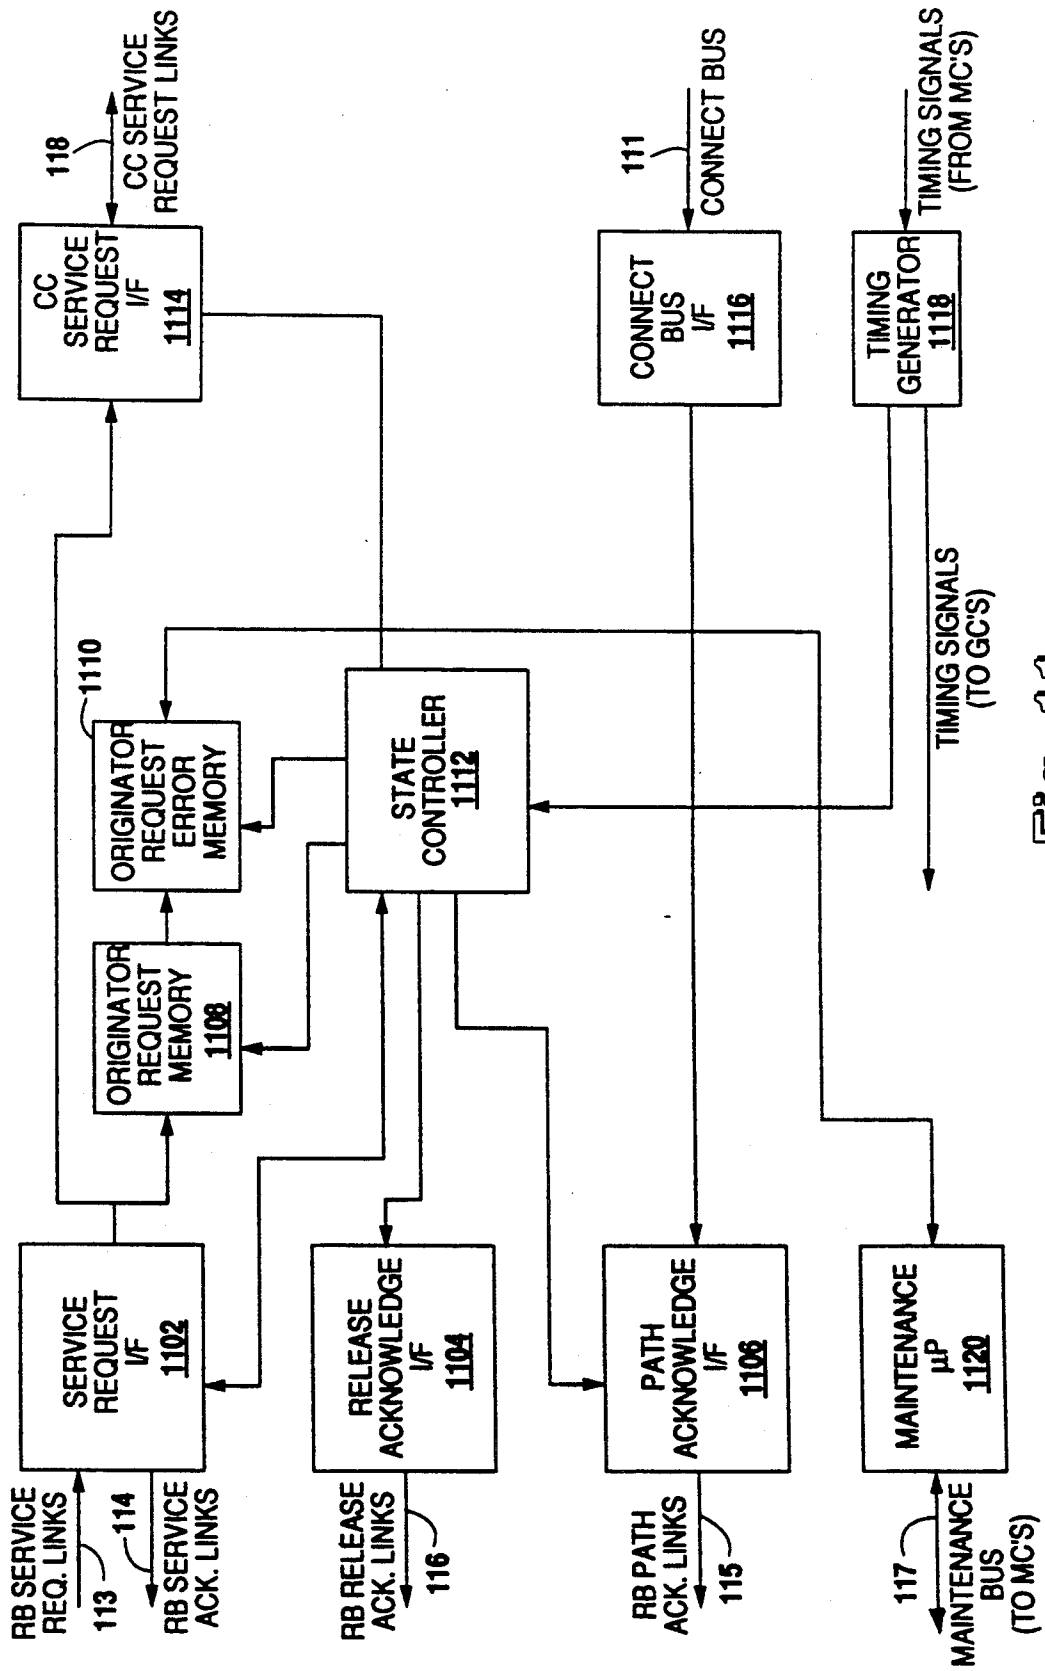 RB SERVICE
REQ. LINKS
113
114
RB SERVICE
ACK. LINKS
SERVICE
REQUEST
I/F
1102
ORIGINATOR
REQUEST
MEMORY
1108
ORIGINATOR
REQUEST
ERROR
MEMORY
1110
CC
SERVICE
REQUEST
I/F
1114
118
CC SERVICE
REQUEST LINKS
RB RELEASE
ACK. LINKS
116
RELEASE
ACKNOWLEDGE
I/F
1104
STATE
CONTROLLER
1112
RB PATH
ACK. LINKS
115
PATH
ACKNOWLEDGE
I/F
1106
CONNECT
BUS
I/F
1116
111
CONNECT BUS
117
MAINTENANCE
BUS
(TO MC'S)
MAINTENANCE
µP
1120
TIMING SIGNALS
(TO GC'S)
TIMING
GENERATOR
1118
TIMING SIGNALS
(FROM MC'S)